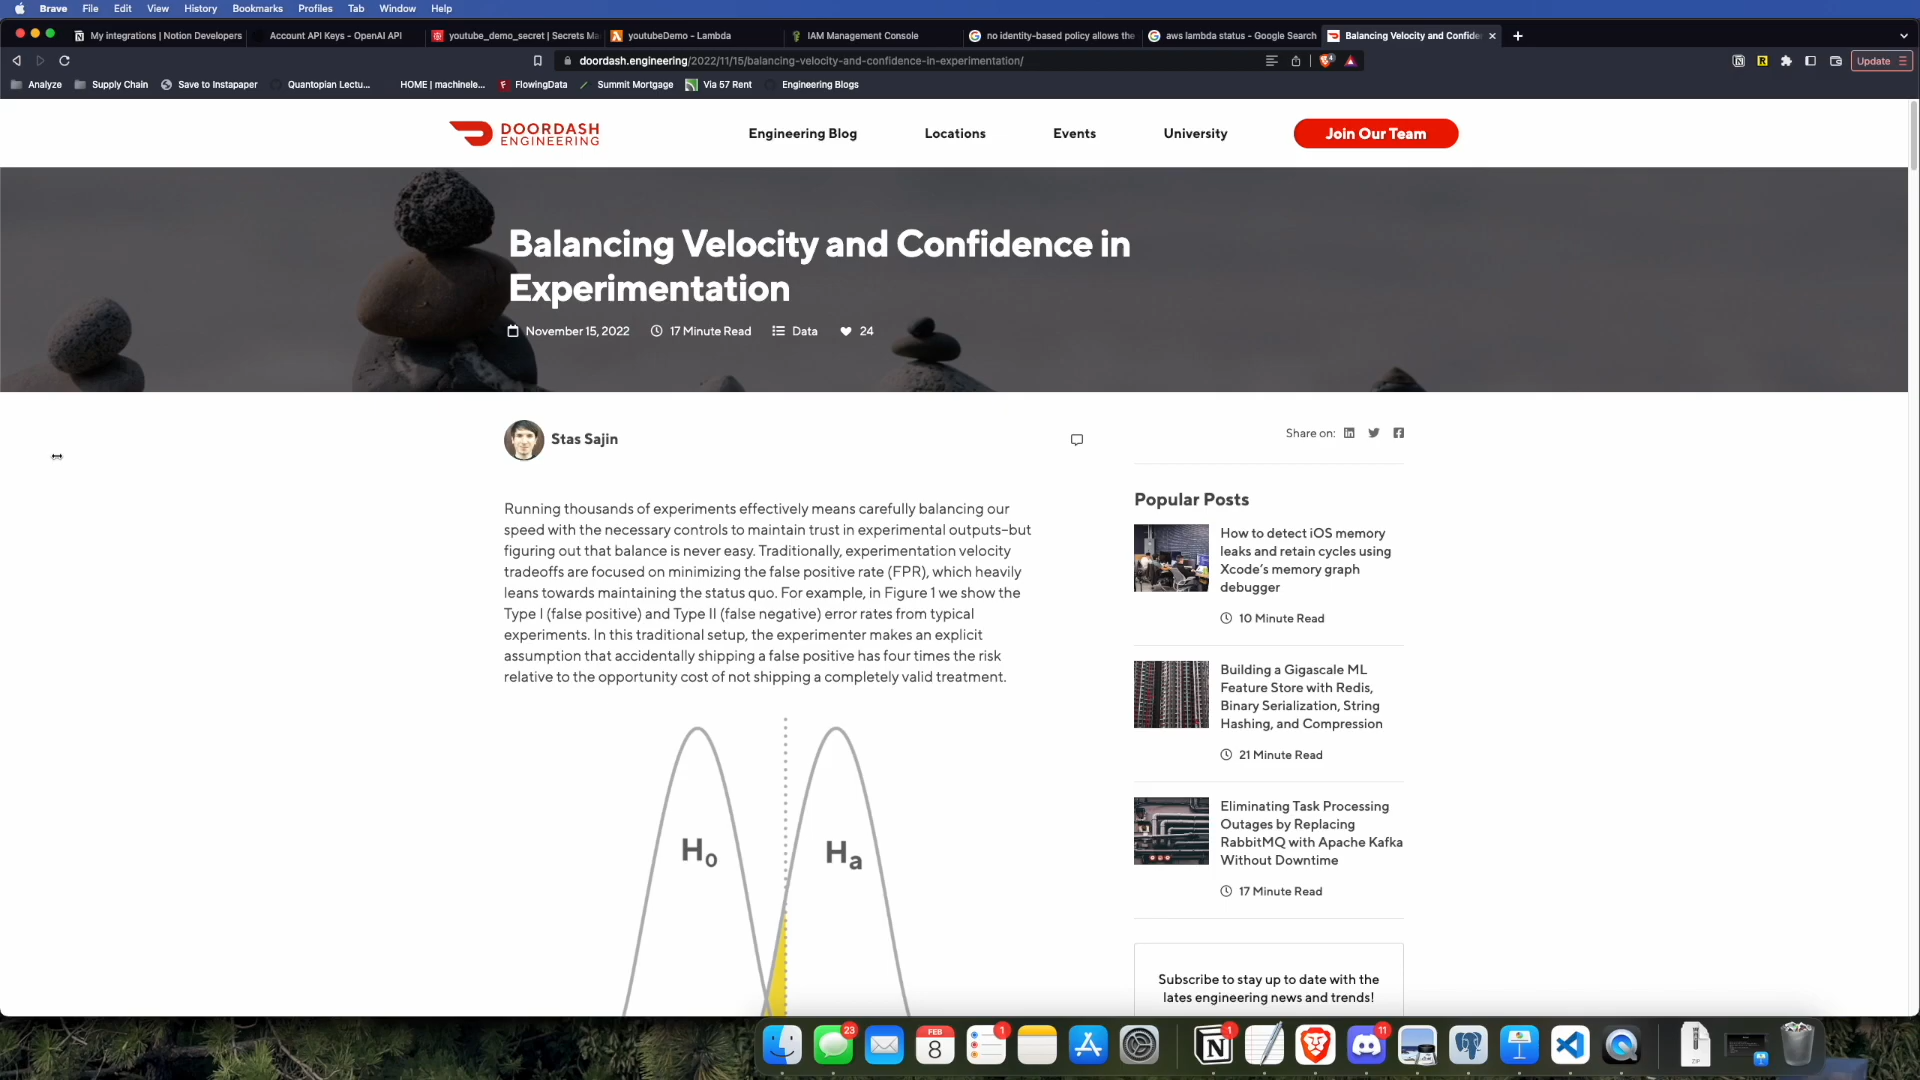 Brave File Edit View History Bookmarks Profiles Tab Window Help
My integrations | Notion Developers
Account API Keys - OpenAI API
youtube_demo_secret | Secrets Ma
youtubeDemo - Lambda
IAM Management Console
no identity-based policy allows the
aws lambda status - Google Search
Balancing Velocity and Confide
doordash.engineering/2022/11/15/balancing-velocity-and-confidence-in-experimentation/
4
Update
Analyze Supply Chain Save to Instapaper Quantopian Lectu... HOME | machinele... FlowingData Summit Mortgage Via 57 Rent Engineering Blogs
DOORDASH
ENGINEERING
Engineering Blog Locations Events University Join Our Team
Balancing Velocity and Confidence in
Experimentation
November 15, 2022 17 Minute Read Data 24
Stas Sajin
Running thousands of experiments effectively means carefully balancing our
speed with the necessary controls to maintain trust in experimental outputs–but
figuring out that balance is never easy. Traditionally, experimentation velocity
tradeoffs are focused on minimizing the false positive rate (FPR), which heavily
leans towards maintaining the status quo. For example, in Figure 1 we show the
Type I (false positive) and Type II (false negative) error rates from typical
experiments. In this traditional setup, the experimenter makes an explicit
assumption that accidentally shipping a false positive has four times the risk
relative to the opportunity cost of not shipping a completely valid treatment.
H0
Ha
Share on:
Popular Posts
How to detect iOS memory
leaks and retain cycles using
Xcode’s memory graph
debugger
10 Minute Read
Building a Gigascale ML
Feature Store with Redis,
Binary Serialization, String
Hashing, and Compression
21 Minute Read
Eliminating Task Processing
Outages by Replacing
RabbitMQ with Apache Kafka
Without Downtime
17 Minute Read
Subscribe to stay up to date with the
lates engineering news and trends!
23
FEB
8
1
1
11
ZIP